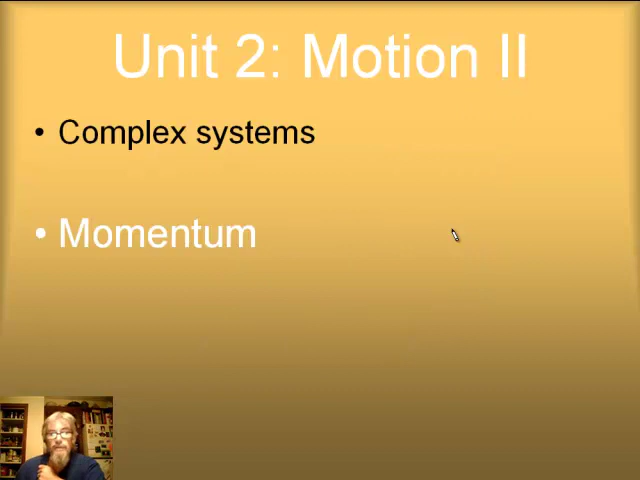 Unit 2: Motion II
• Complex systems
• Momentum